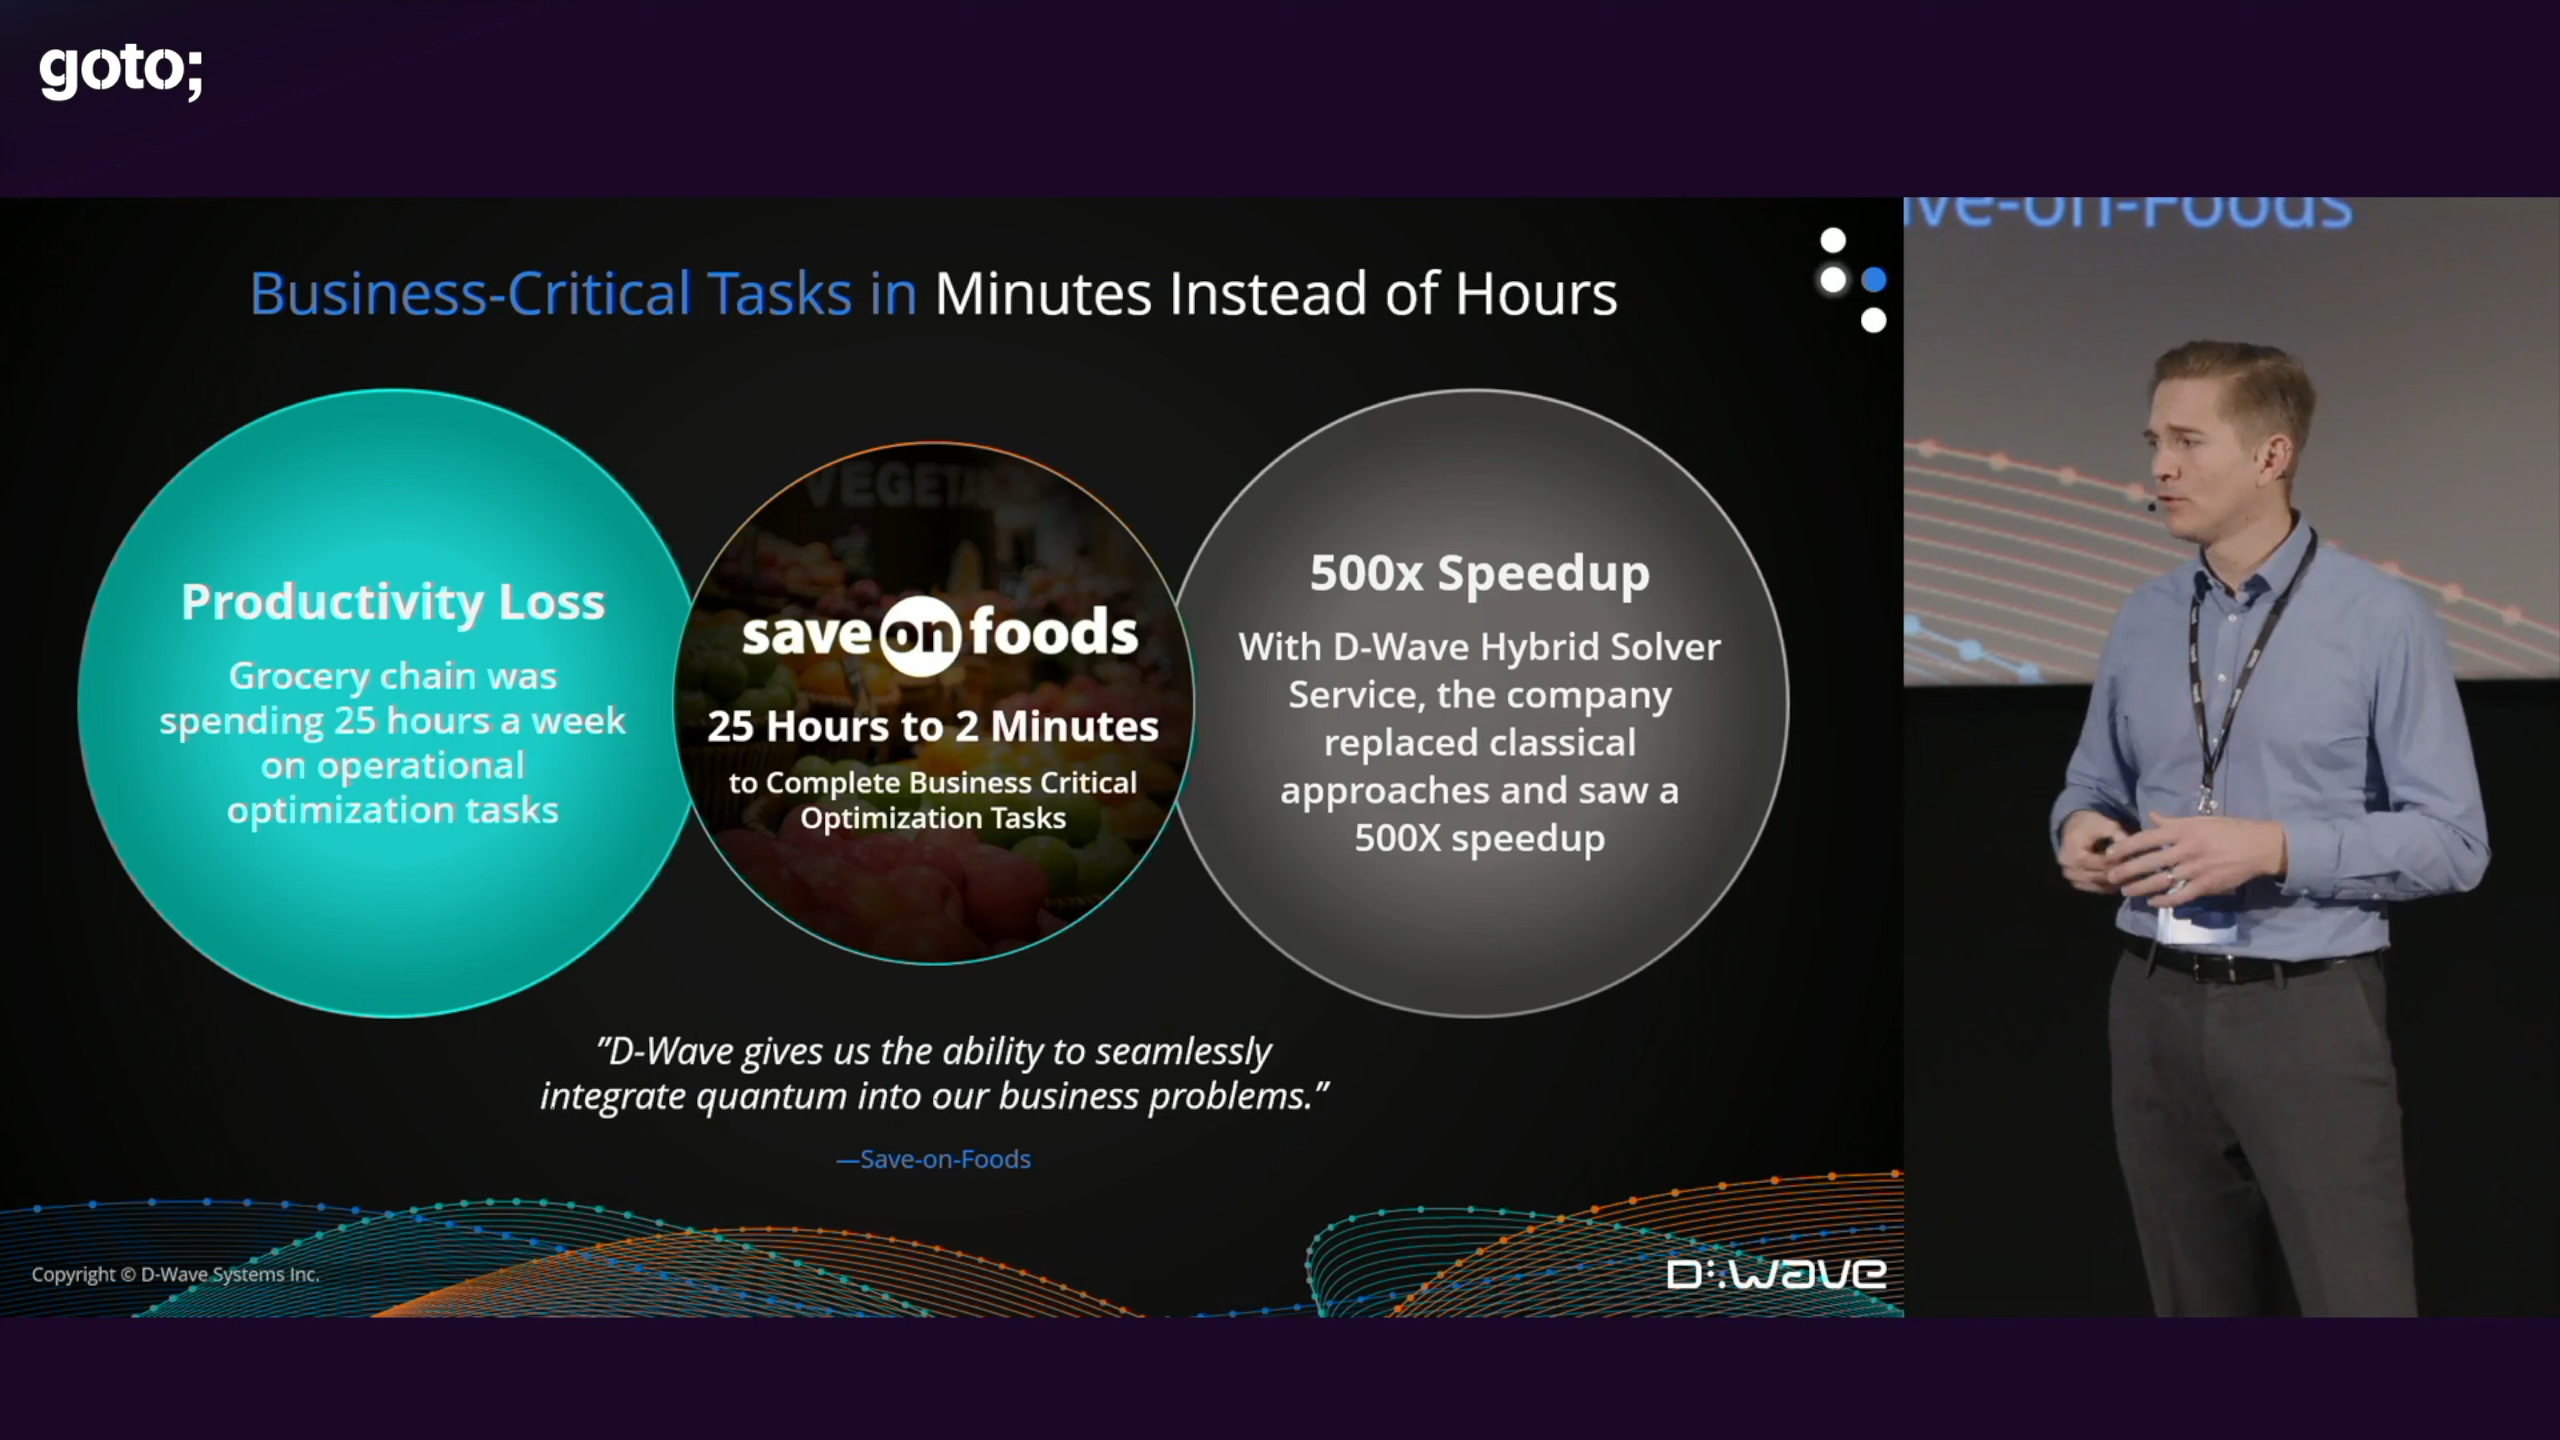 goto;
ve-on-Foods
Business-Critical Tasks in Minutes Instead of Hours
Productivity Loss
Grocery chain was
spending 25 hours a week
on operational
optimization tasks
save on foods
25 Hours to 2 Minutes
to Complete Business Critical
Optimization Tasks
500x Speedup
With D-Wave Hybrid Solver
Service, the company
replaced classical
approaches and saw a
500X speedup
”D-Wave gives us the ability to seamlessly
integrate quantum into our business problems.”
—Save-on-Foods
Copyright © D-Wave Systems Inc.
D:Wave